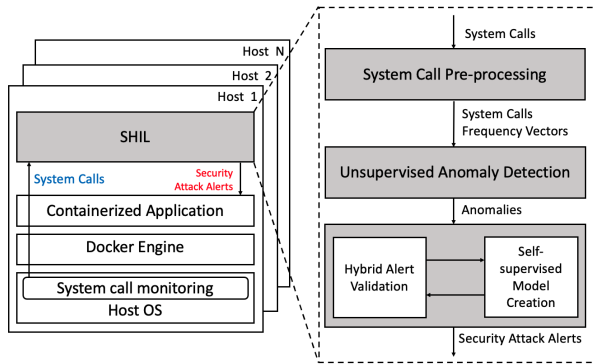 Host N
Host 2
Host 1
SHIL
System Calls
Security
Attack Alerts
Containerized Application
Docker Engine
System call monitoring
Host OS
System Calls
System Call Pre-processing
System Calls
Frequency Vectors
Unsupervised Anomaly Detection
Anomalies
Hybrid Alert
Validation
Self-
supervised
Model
Creation
Security Attack Alerts